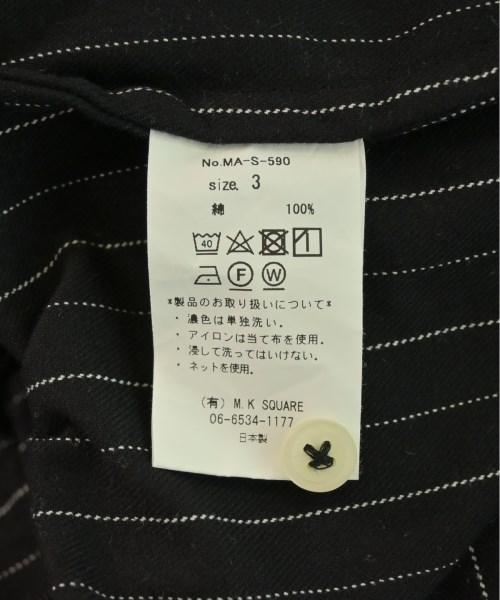 No.MA-S-590
size. 3
綿 100%
40
F W
*製品のお取り扱いについて*
・濃色は単独洗い。
・アイロンは当て布を使用。
・浸して洗ってはいけない。
・ネットを使用。
(有) M.K SQUARE
06-6534-1177
日本製